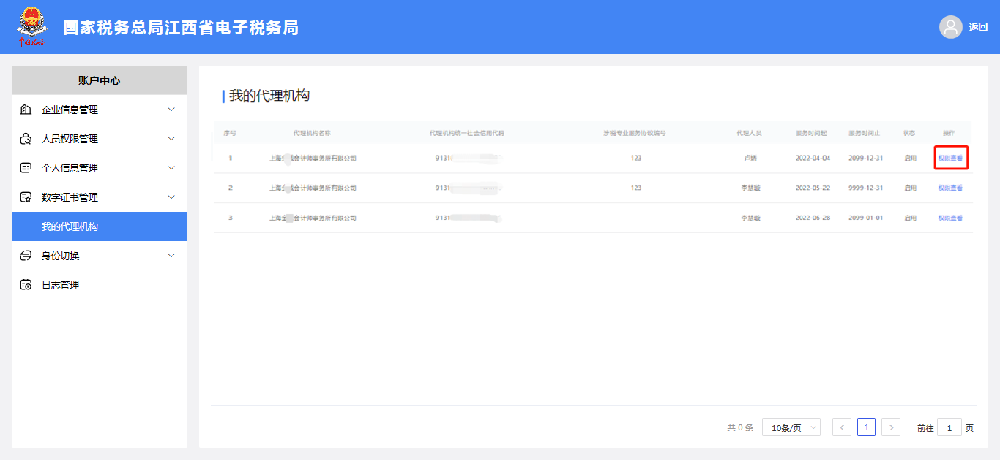 国家税务总局江西省电子税务局
返回
账户中心
企业信息管理
人员权限管理
个人信息管理
数字证书管理
我的代理机构
身份切换
日志管理
我的代理机构
序号 代理机构名称 代理机构统一社会信用代码 涉税专业服务协议编号 代理人员 服务时间起 服务时间止 状态 操作
1 上海 会计师事务所有限公司 9131 123 卢 2022-04-04 2099-12-31 启用 权限查看
2 上海 会计师事务所有限公司 9131 123 李慧 2022-05-22 9999-12-31 启用 权限查看
3 上海 会计师事务所有限公司 9131 李慧 2022-06-28 2099-01-01 启用 权限查看
共 0 条 10条/页 < 1 > 前往 1 页